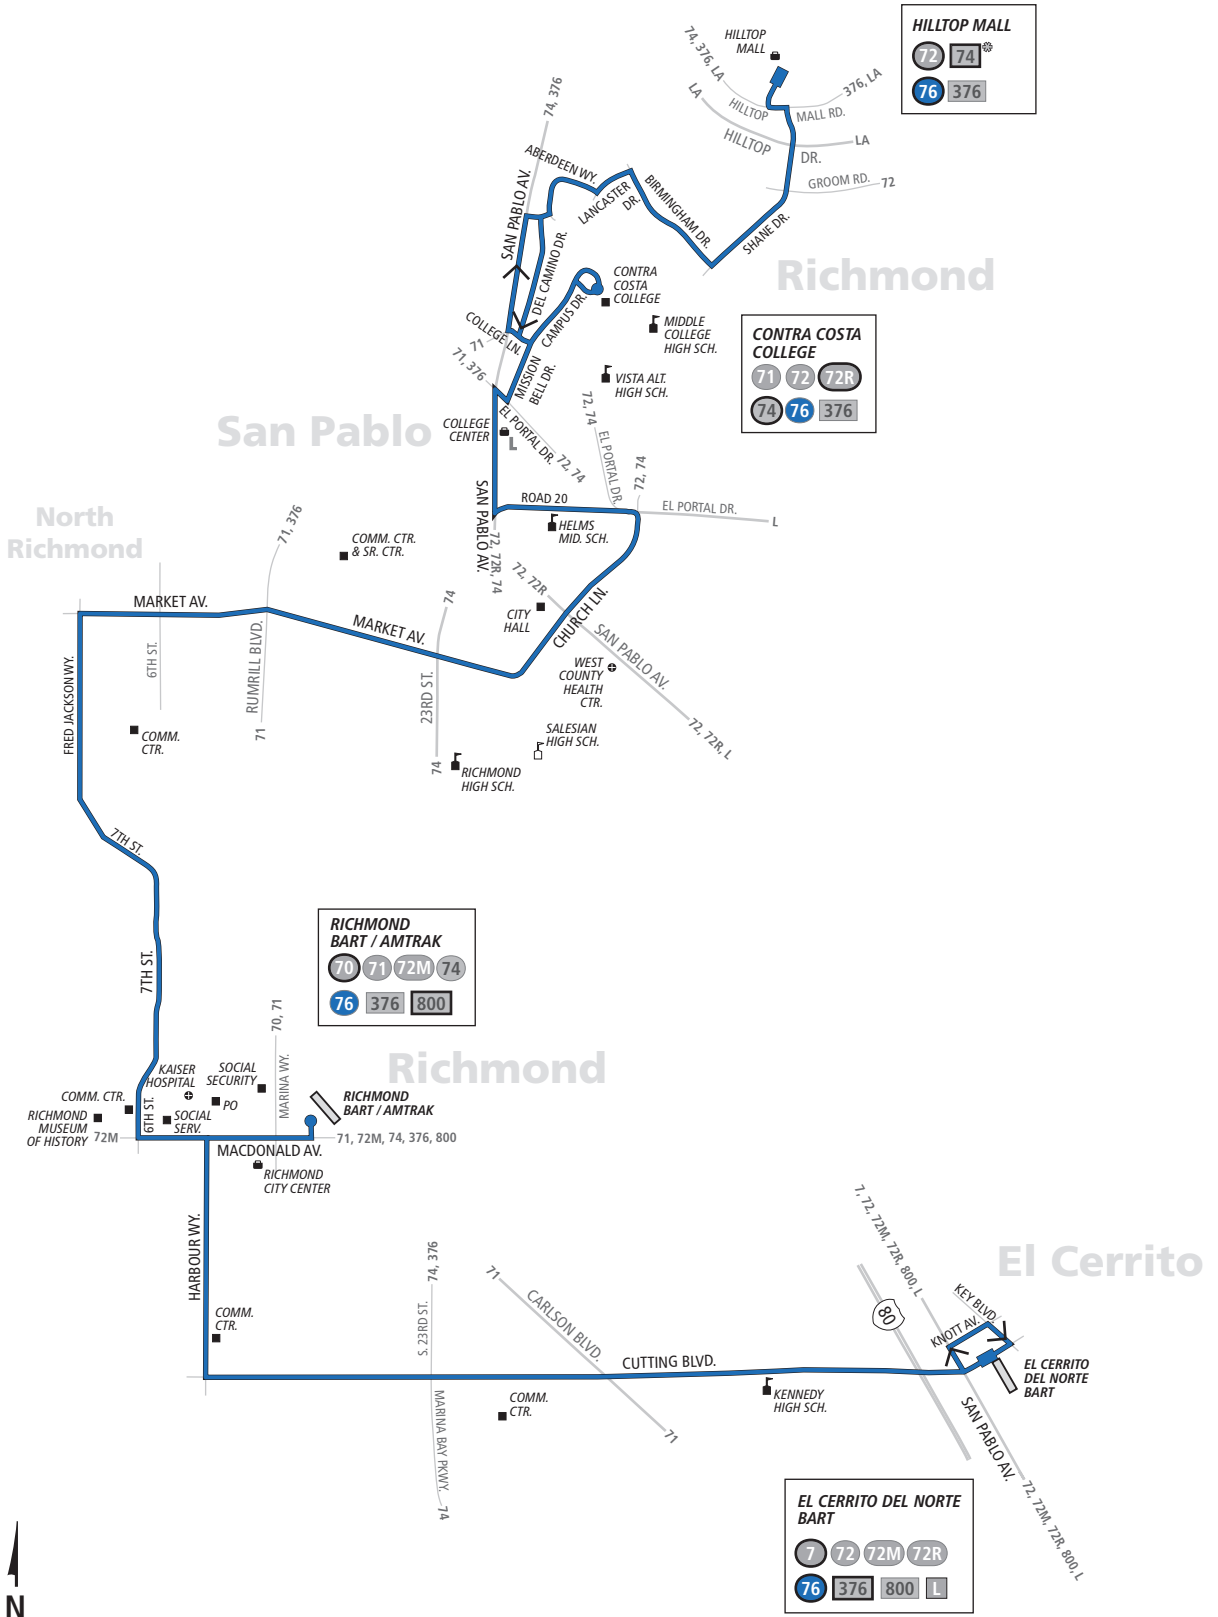 HILLTOP MALL
72 74
76 376
HILLTOP
MALL
74, 376, LA
376, LA
LA
HILLTOP
MALL RD.
HILLTOP
DR.
LA
GROOM RD.
72
74, 376
ABERDEEN WY.
LANCASTER
DR.
BIRMINGHAM DR.
SHANE DR.
SAN PABLO AV.
DEL CAMINO DR.
Richmond
CONTRA
COSTA
COLLEGE
CAMPUS DR.
COLLEGE LN.
71
MIDDLE
COLLEGE
HIGH SCH.
CONTRA COSTA
COLLEGE
71 72 72R
74 76 376
71, 376
MISSION
BELL DR.
VISTA ALT.
HIGH SCH.
San Pablo
COLLEGE
CENTER
L
EL PORTAL DR.
72, 74
72, 74
EL PORTAL DR.
72, 74
SAN PABLO AV.
ROAD 20
EL PORTAL DR.
L
North
Richmond
71, 376
COMM. CTR.
& SR. CTR.
HELMS
MID. SCH.
72, 72R, 74
72, 72R
CITY
HALL
CHURCH LN.
SAN PABLO AV.
MARKET AV.
MARKET AV.
74
6TH ST.
RUMRILL BLVD.
71
23RD ST.
74
WEST
COUNTY
HEALTH
CTR.
72, 72R, L
FRED JACKSON WY.
COMM.
CTR.
SALESIAN
HIGH SCH.
RICHMOND
HIGH SCH.
7TH ST.
7TH ST.
RICHMOND
BART / AMTRAK
70 71 72M 74
76 376 800
Richmond
70, 71
MARINA WY.
KAISER
HOSPITAL
SOCIAL
SECURITY
COMM. CTR.
RICHMOND
MUSEUM
OF HISTORY
6TH ST.
PO
SOCIAL
SERV.
RICHMOND
BART / AMTRAK
72M
71, 72M, 74, 376, 800
MACDONALD AV.
RICHMOND
CITY CENTER
HARBOUR WY.
COMM.
CTR.
74, 376
S. 23RD ST.
71
CARLSON BLVD.
7, 72, 72M, 72R, 800, L
El Cerrito
80
KEY BLVD.
KNOTT AV.
CUTTING BLVD.
EL CERRITO
DEL NORTE
BART
KENNEDY
HIGH SCH.
COMM.
CTR.
MARINA BAY PKWY.
74
71
SAN PABLO AV.
72, 72M, 72R, 800, L
EL CERRITO DEL NORTE
BART
7 72 72M 72R
76 376 800 L
N